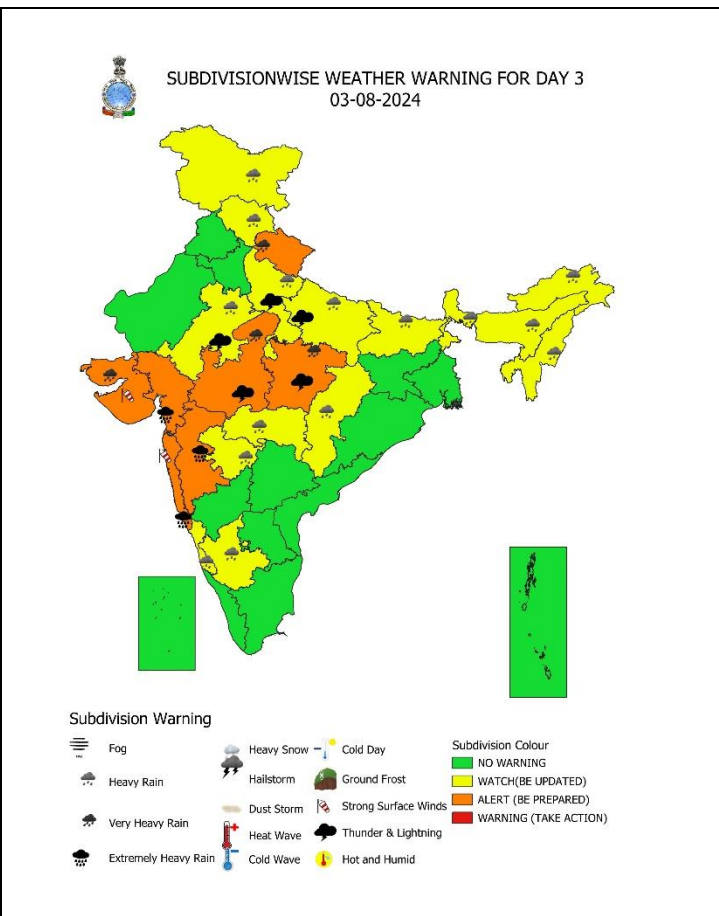 SUBDIVISIONWISE WEATHER WARNING FOR DAY 3
03-08-2024
Subdivision Warning
Fog
Heavy Rain
Very Heavy Rain
Extremely Heavy Rain
Heavy Snow
Hailstorm
Dust Storm
Heat Wave
Cold Wave
Cold Day
Ground Frost
Strong Surface Winds
Thunder & Lightning
Hot and Humid
Subdivision Colour
NO WARNING
WATCH(BE UPDATED)
ALERT (BE PREPARED)
WARNING (TAKE ACTION)